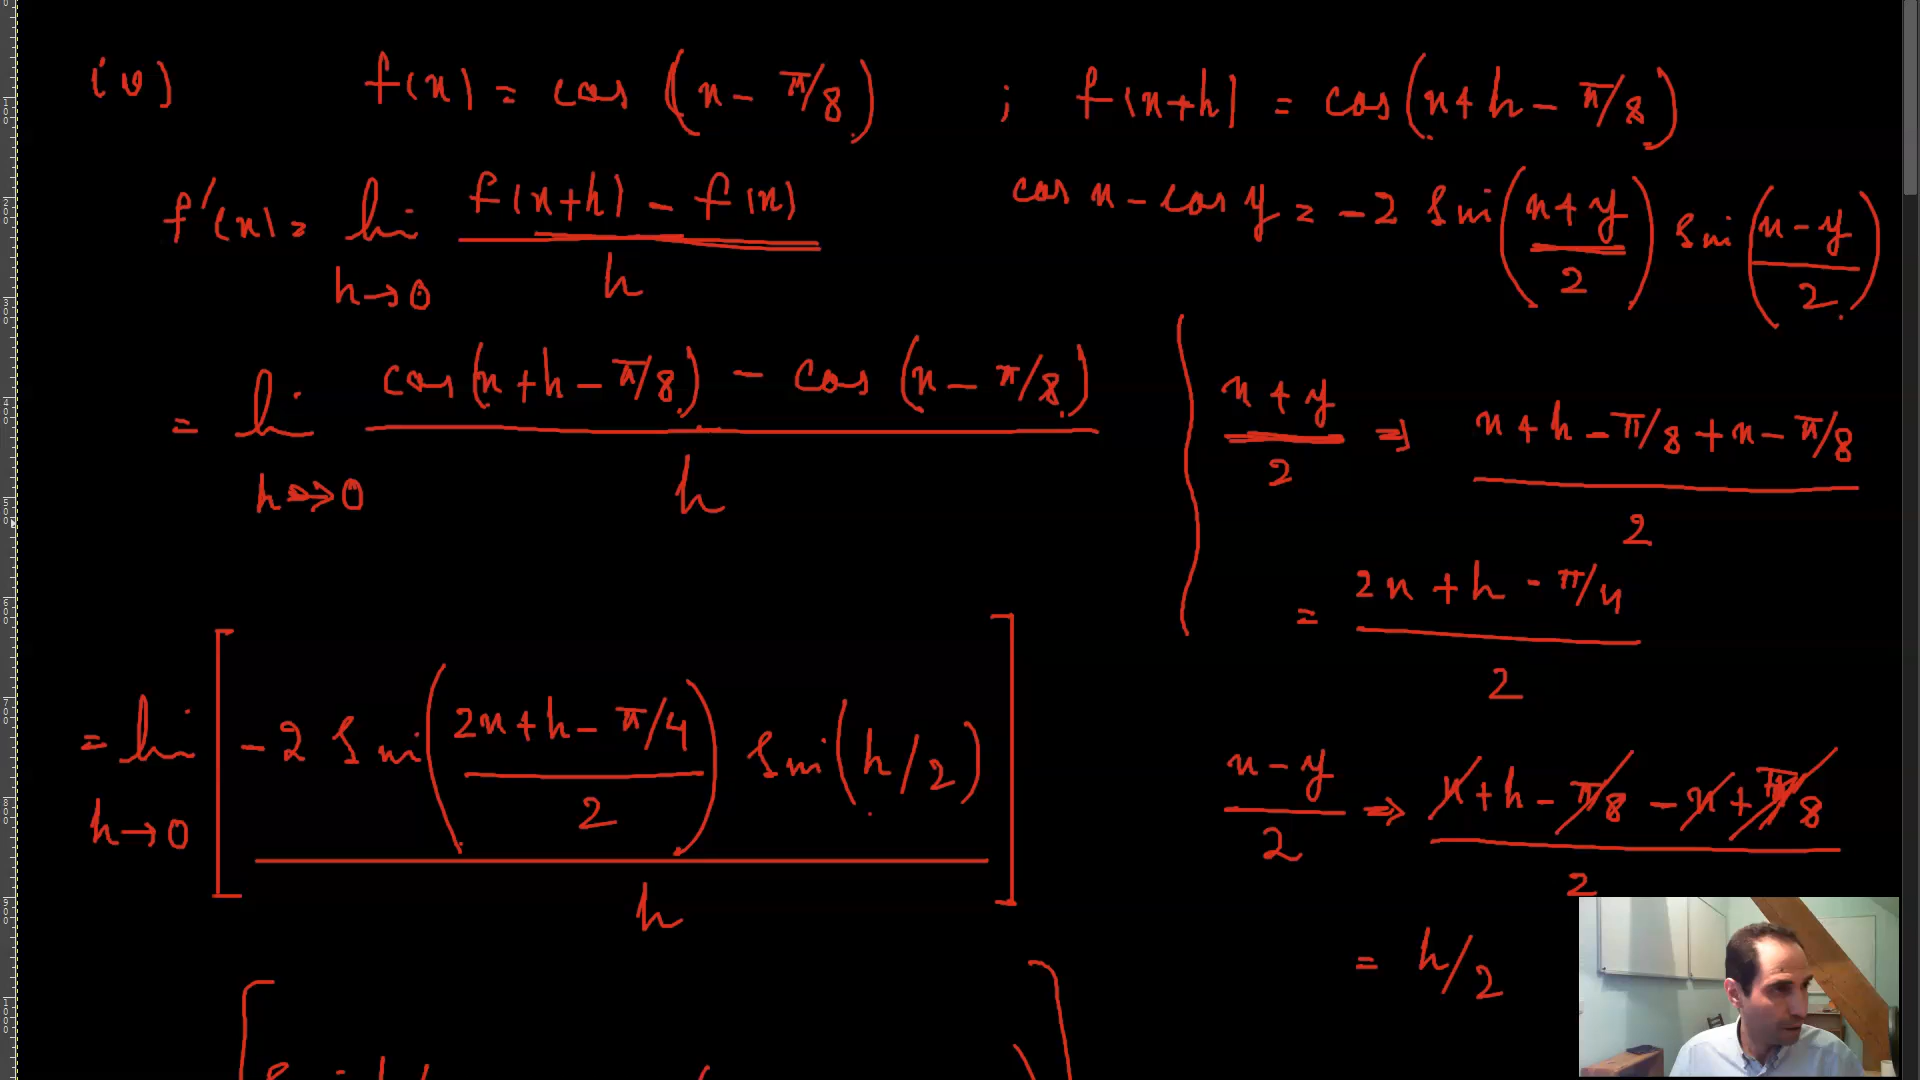 (iv) f(x) = cos (x - π/8) ; f(x+h) = cos(x+h - π/8)
f'(x) = lim h→0 f(x+h) - f(x) / h
cos x - cos y = -2 sin (x+y / 2) sin (x-y / 2)
= lim h→0 cos(x+h - π/8) - cos (x - π/8) / h
x+y / 2 ⇒ x+h - π/8 + x - π/8 / 2
= 2x + h - π/4 / 2
= lim h→0 [ -2 sin (2x+h - π/4 / 2) sin (h/2) / h ]
x-y / 2 ⇒ x + h - π/8 - x + π/8 / 2
= h/2